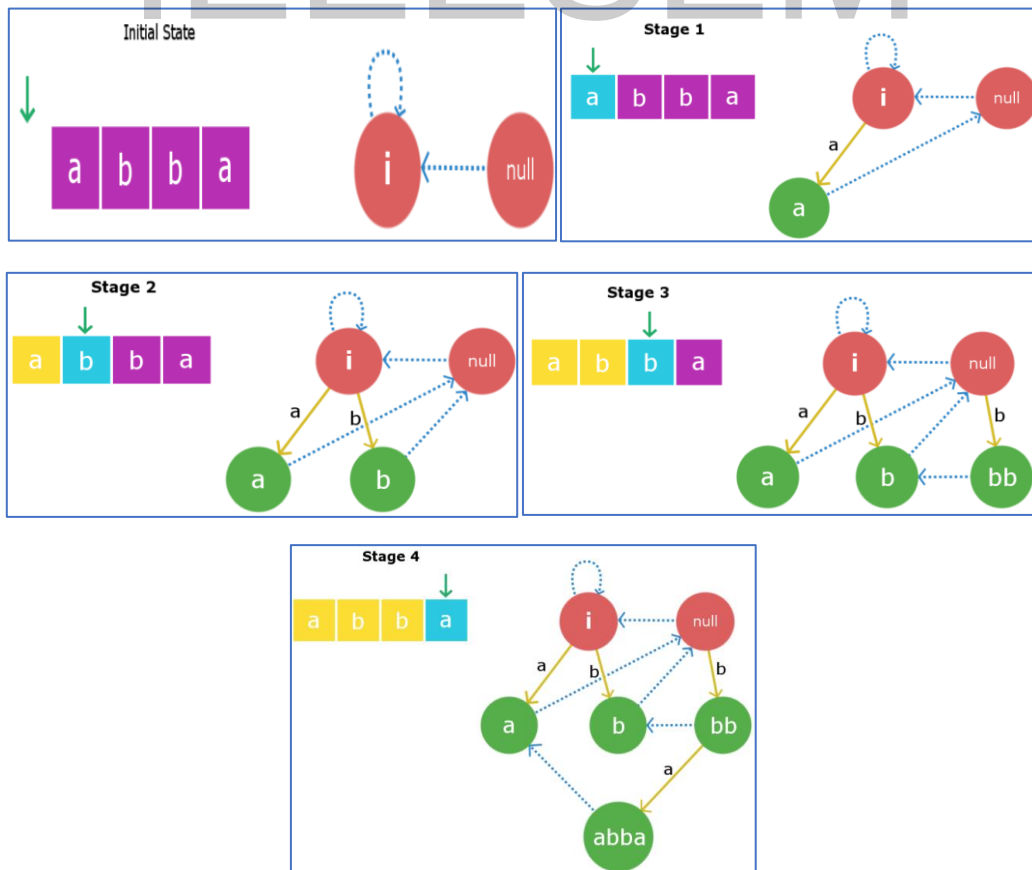 Initial State
a b b a
i
null
Stage 1
a b b a
i
null
a
a
Stage 2
a b b a
i
null
a b
a b
Stage 3
a b b a
i
null
a b b
a b bb
Stage 4
a b b a
i
null
a b b
a b bb
a
abba